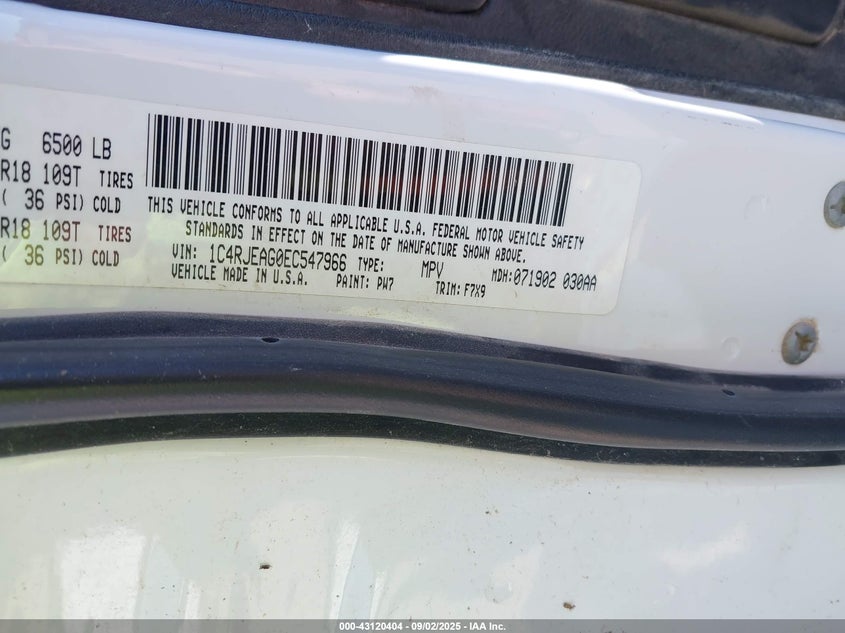 G 6500 LB
R18 109T TIRES
( 36 PSI) COLD
R18 109T TIRES
( 36 PSI) COLD
THIS VEHICLE CONFORMS TO ALL APPLICABLE U.S.A. FEDERAL MOTOR VEHICLE SAFETY
STANDARDS IN EFFECT ON THE DATE OF MANUFACTURE SHOWN ABOVE.
VIN: 1C4RJEAG0EC547966 TYPE: MPV MDH:071902 030AA
VEHICLE MADE IN U.S.A. PAINT: PW7 TRIM: F7X9
000-43120404 - 09/02/2025 - IAA Inc.